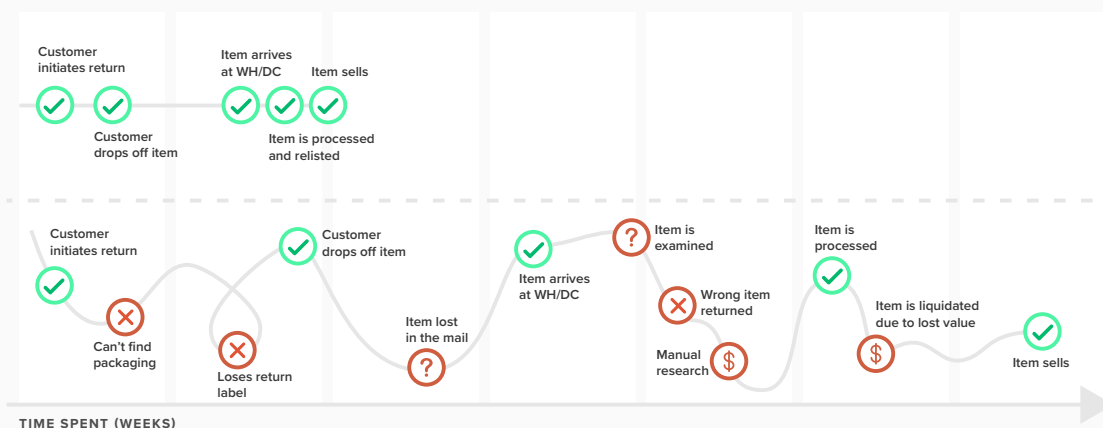 Customer
initiates return
Customer
drops off item
Item arrives
at WH/DC
Item is processed
and relisted
Item sells
Customer
initiates return
Can't find
packaging
Loses return
label
Customer
drops off item
Item lost
in the mail
Item arrives
at WH/DC
Item is
examined
Wrong item
returned
Manual
research
Item is
processed
Item is liquidated
due to lost value
Item sells
TIME SPENT (WEEKS)